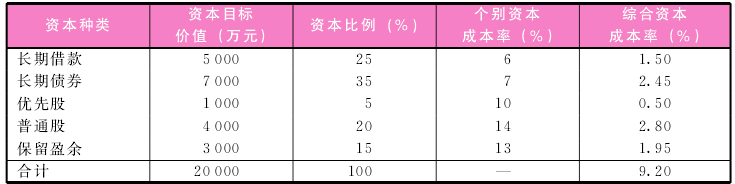 资本种类 资本目标价值（万元） 资本比例（%） 个别资本成本率（%） 综合资本成本率（%）
长期借款 5 000 25 6 1.50
长期债券 7 000 35 7 2.45
优先股 1 000 5 10 0.50
普通股 4 000 20 14 2.80
保留盈余 3 000 15 13 1.95
合计 20 000 100 — 9.20